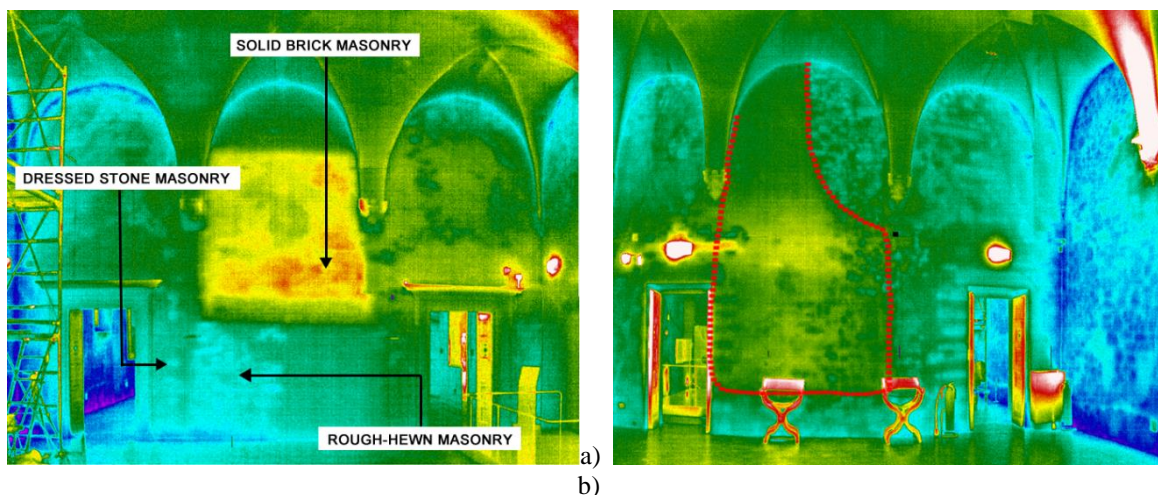 SOLID BRICK MASONRY
DRESSED STONE MASONRY
ROUGH-HEWN MASONRY
a)
b)